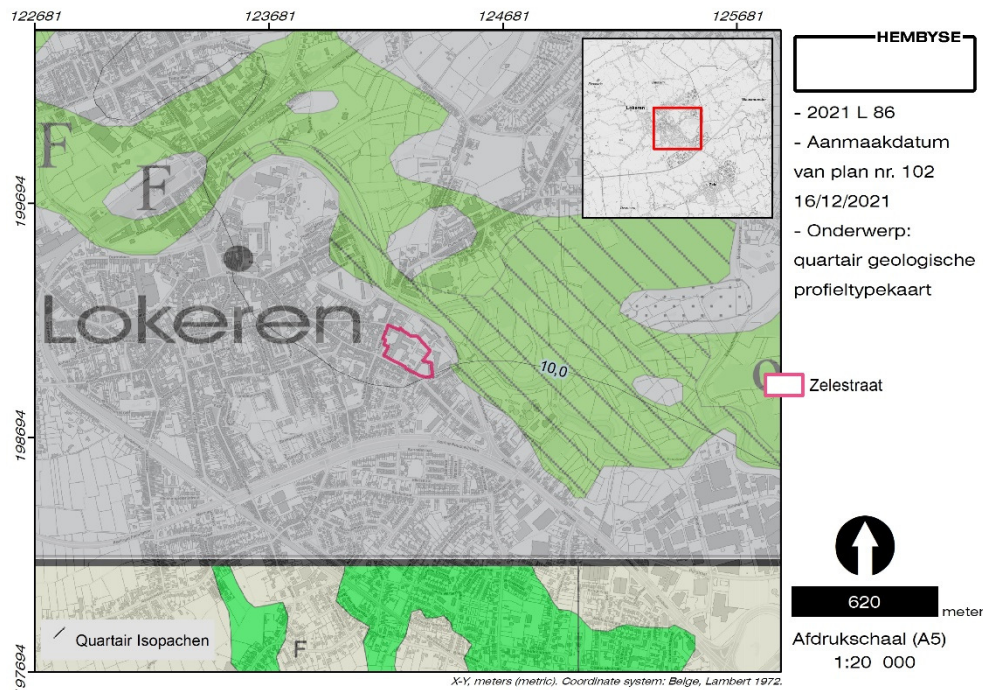 122681
123681
124681
125681
199694
198694
197694
F
F
Lokeren
10,0
F
Lokeren
Quartair Isopachen
X-Y, meters (metric). Coordinate system: Belge, Lambert 1972.
HEMBYSE
- 2021 L 86
- Aanmaakdatum
van plan nr. 102
16/12/2021
- Onderwerp:
quartair geologische
profieltypekaart
Zelestraat
620
meter
Afdrukschaal (A5)
1:20 000